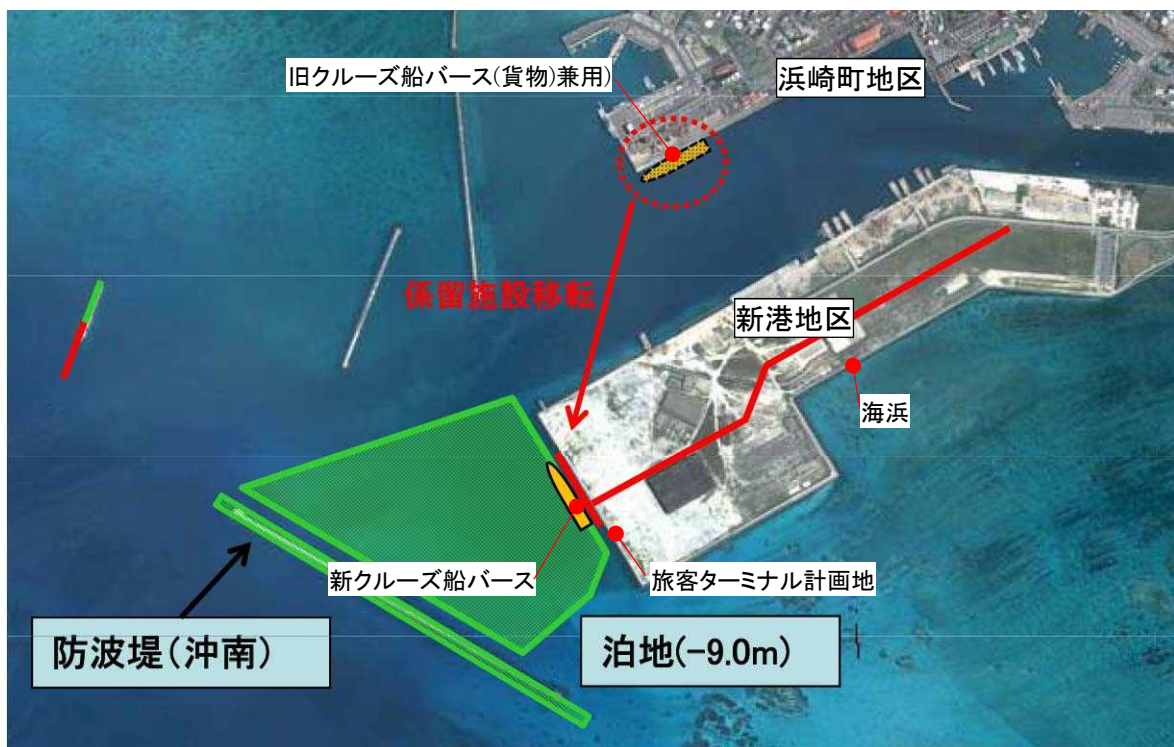 旧クルーズ船バース(貨物)兼用)
浜崎町地区
係留施設移転
新港地区
海浜
新クルーズ船バース
旅客ターミナル計画地
防波堤(沖南)
泊地(-9.0m)